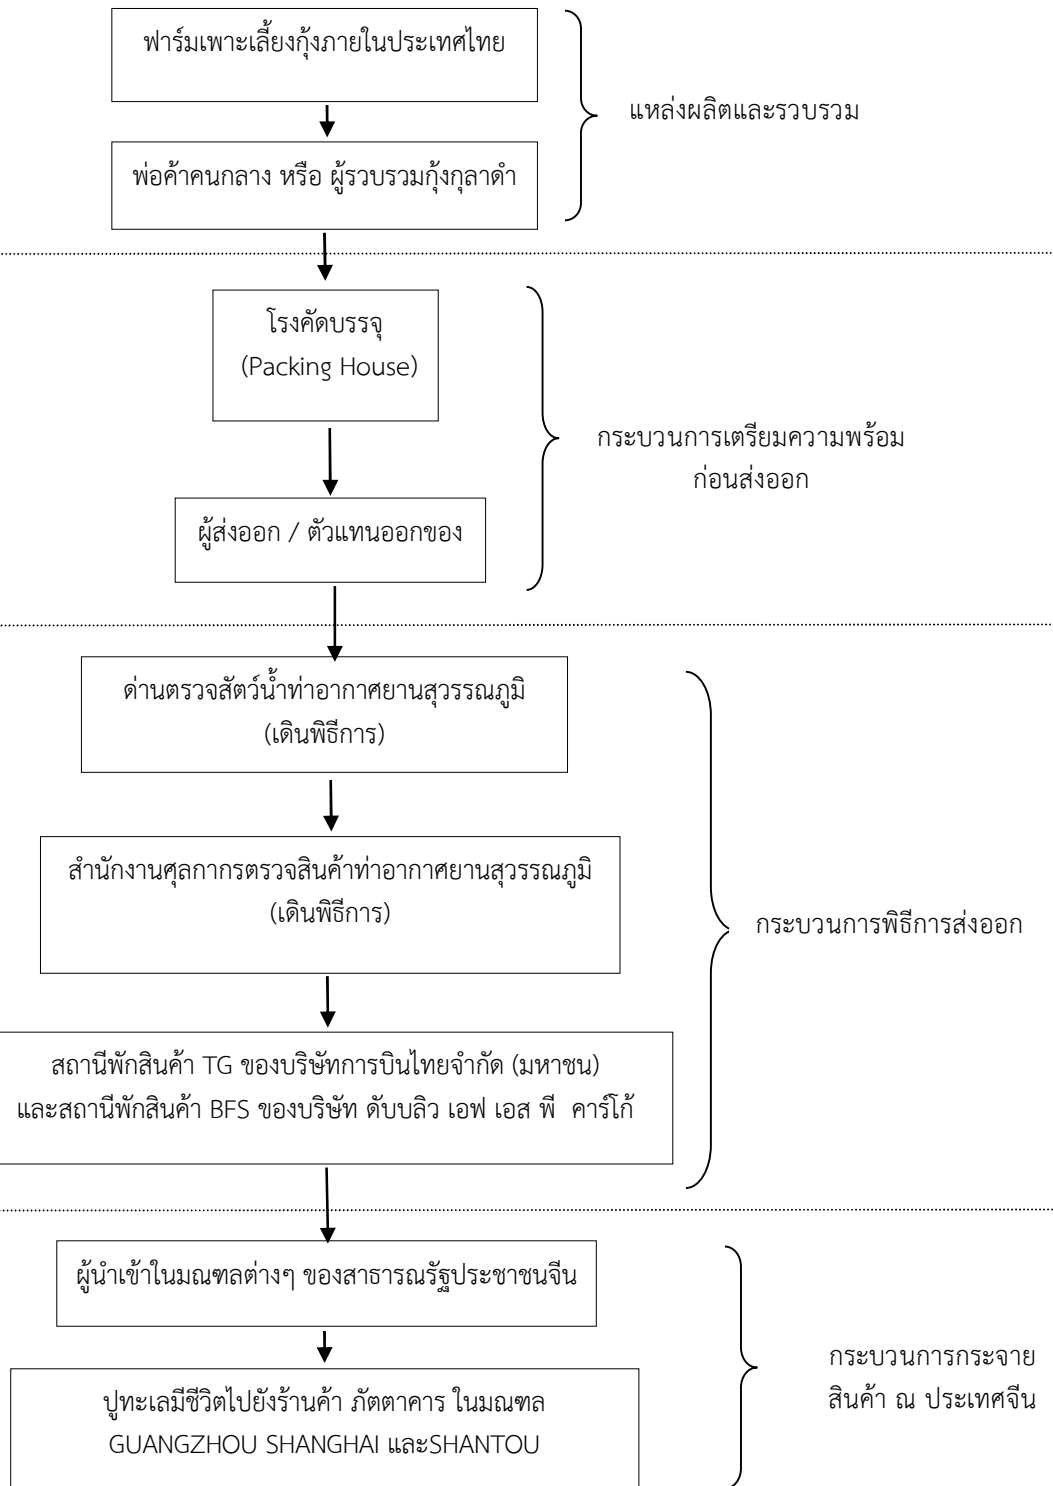 ฟาร์มเพาะเลี้ยงกุ้งภายในประเทศไทย
แหล่งผลิตและรวบรวม
พ่อค้าคนกลาง หรือ ผู้รวบรวมกุ้งกุลาดำ
โรงคัดบรรจุ
(Packing House)
กระบวนการเตรียมความพร้อม
ก่อนส่งออก
ผู้ส่งออก / ตัวแทนออกของ
ด่านตรวจสัตว์น้ำท่าอากาศยานสุวรรณภูมิ
(เดินพิธีการ)
สำนักงานศุลกากรตรวจสินค้าท่าอากาศยานสุวรรณภูมิ
(เดินพิธีการ)
กระบวนการพิธีการส่งออก
สถานีพักสินค้า TG ของบริษัทการบินไทยจำกัด (มหาชน)
และสถานีพักสินค้า BFS ของบริษัท ดับบลิว เอฟ เอส พี คาร์โก้
ผู้นำเข้าในมณฑลต่างๆ ของสาธารณรัฐประชาชนจีน
กระบวนการกระจาย
สินค้า ณ ประเทศจีน
ปูทะเลมีชีวิตไปยังร้านค้า ภัตตาคาร ในมณฑล
GUANGZHOU SHANGHAI และSHANTOU